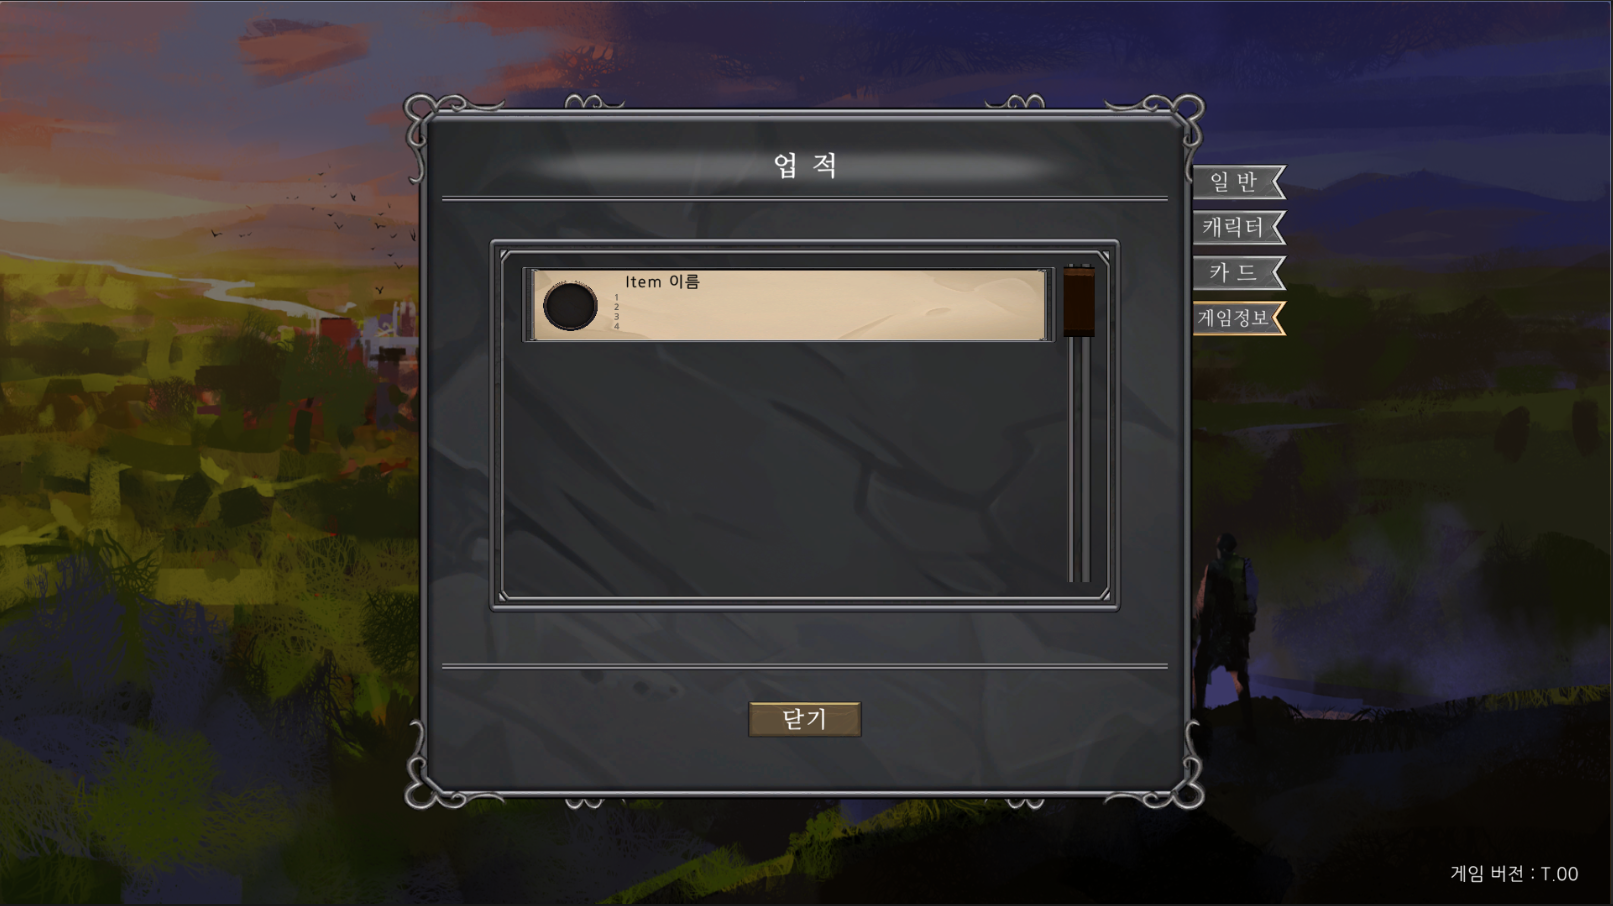 업 적
일 반
캐릭터
카 드
게임정보
Item 이름
1
2
3
4
닫기
게임 버전 : T.00